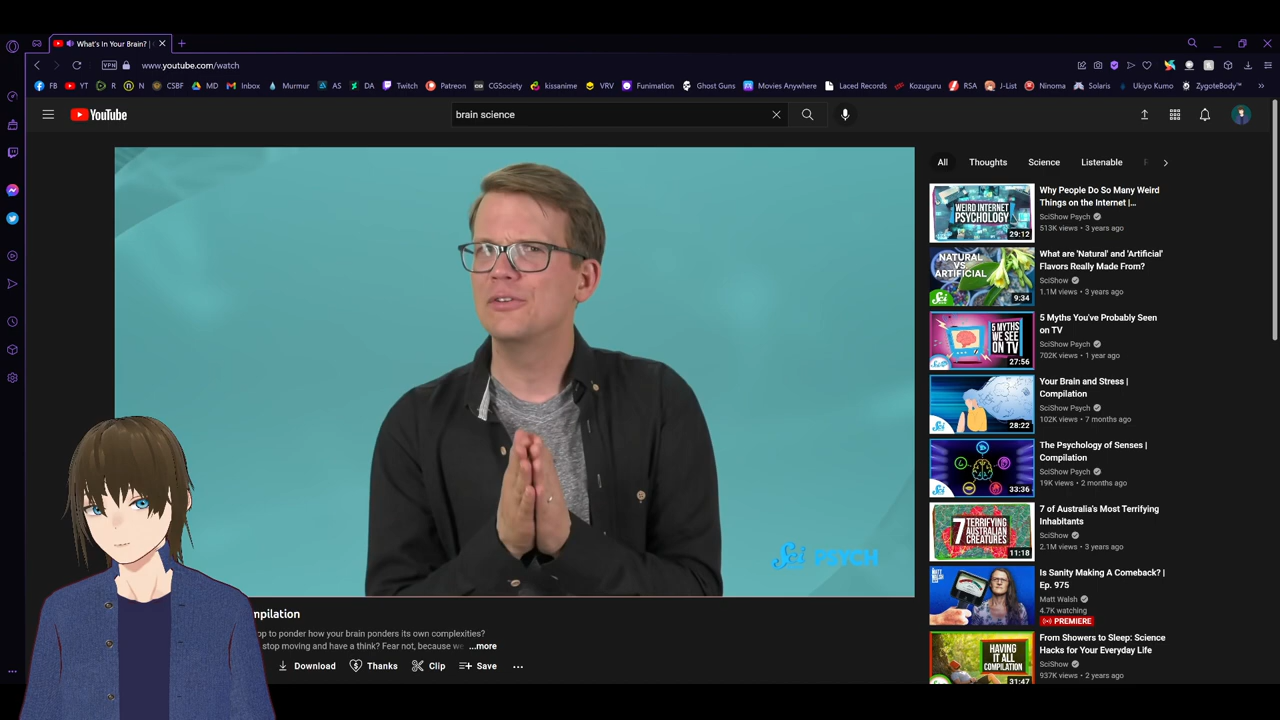 What's In Your Brain? |
VPN
www.youtube.com/watch
FB
YT
R
N
CSBF
MD
Inbox
Murmur
AS
DA
Twitch
Patreon
CGSociety
kissanime
VRV
Funimation
Ghost Guns
Movies Anywhere
Laced Records
Kozuguru
RSA
J-List
Ninoma
Solaris
Ukiyo Kumo
ZygoteBody™
YouTube
brain science
All
Thoughts
Science
Listenable
WEIRD INTERNET
PSYCHOLOGY
29:12
Why People Do So Many Weird
Things on the Internet |...
SciShow Psych
513K views • 3 years ago
NATURAL
VS.
ARTIFICIAL
Sci
9:34
What are 'Natural' and 'Artificial'
Flavors Really Made From?
SciShow
1.1M views • 3 years ago
5 MYTHS
WE SEE
ON TV
27:56
5 Myths You've Probably Seen
on TV
SciShow Psych
702K views • 1 year ago
Sci
28:22
Your Brain and Stress |
Compilation
SciShow Psych
102K views • 7 months ago
Sci
33:36
The Psychology of Senses |
Compilation
SciShow Psych
19K views • 2 months ago
7 TERRIFYING
AUSTRALIAN
CREATURES
11:18
7 of Australia's Most Terrifying
Inhabitants
SciShow
2.1M views • 3 years ago
MATT
WALSH
Is Sanity Making A Comeback? |
Ep. 975
Matt Walsh
4.7K watching
PREMIERE
HAVING
IT ALL
COMPILATION
31:47
From Showers to Sleep: Science
Hacks for Your Everyday Life
SciShow
937K views • 2 years ago
Sci PSYCH
mpilation
op to ponder how your brain ponders its own complexities?
stop moving and have a think? Fear not, because we
...more
Download
Thanks
Clip
Save